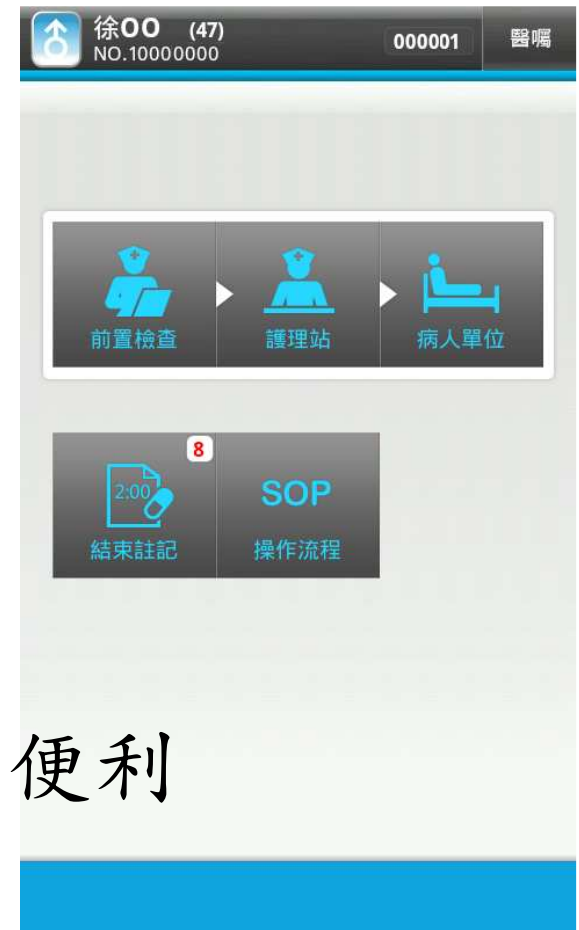 徐OO (47)
NO.10000000
000001
醫囑
前置檢查
護理站
病人單位
8
2:00
結束註記
SOP
操作流程
便利